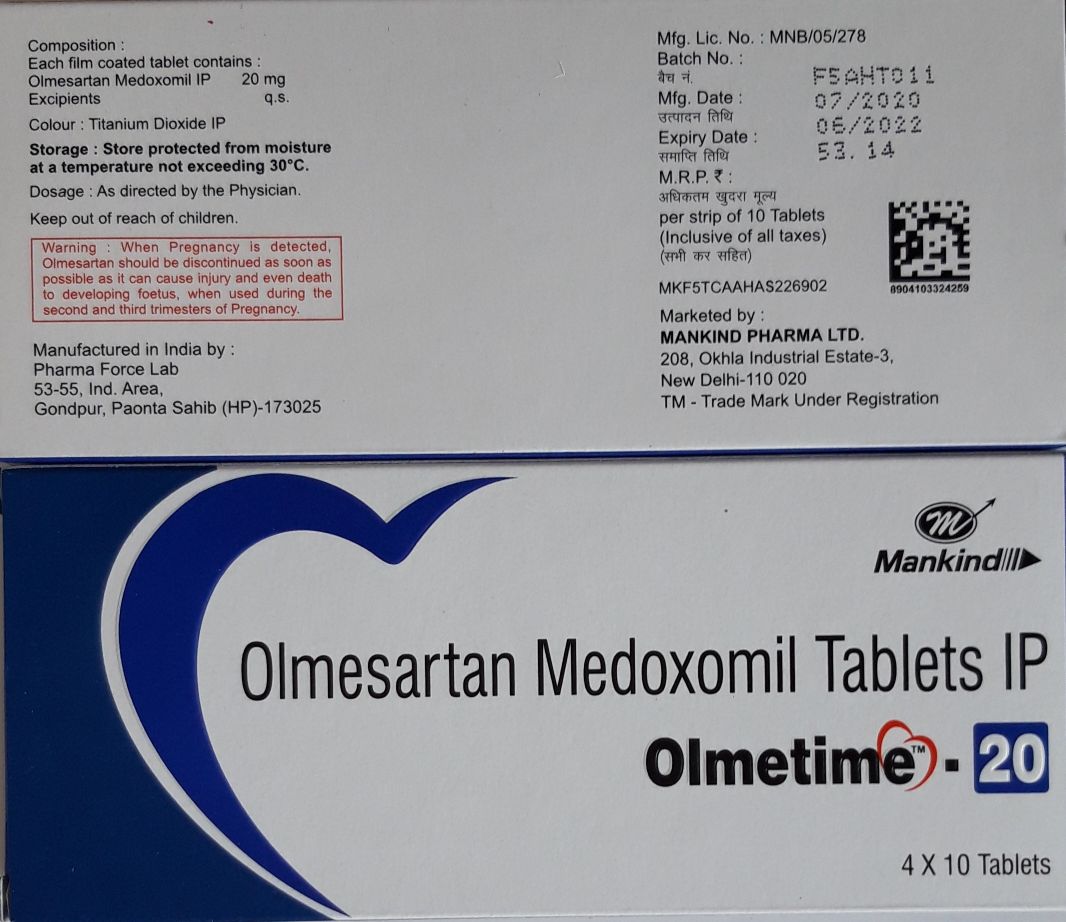 Composition :
Each film coated tablet contains :
Olmesartan Medoxomil IP 20 mg
Excipients q.s.
Colour : Titanium Dioxide IP
Storage : Store protected from moisture
at a temperature not exceeding 30°C.
Dosage : As directed by the Physician.
Keep out of reach of children.
Warning : When Pregnancy is detected,
Olmesartan should be discontinued as soon as
possible as it can cause injury and even death
to developing foetus, when used during the
second and third trimesters of Pregnancy.
Manufactured in India by :
Pharma Force Lab
53-55, Ind. Area,
Gondpur, Paonta Sahib (HP)-173025
Mfg. Lic. No. : MNB/05/278
Batch No. :
बैच नं. F5AHT011
Mfg. Date : 07/2020
उत्पादन तिथि
Expiry Date : 06/2022
समाप्ति तिथि 53.14
M.R.P. ₹ :
अधिकतम खुदरा मूल्य
per strip of 10 Tablets
(Inclusive of all taxes)
(सभी कर सहित)
MKF5TCAAHAS226902
8904103324259
Marketed by :
MANKIND PHARMA LTD.
208, Okhla Industrial Estate-3,
New Delhi-110 020
TM - Trade Mark Under Registration
m
Mankind
Olmesartan Medoxomil Tablets IP
Olmetime™-20
4 X 10 Tablets